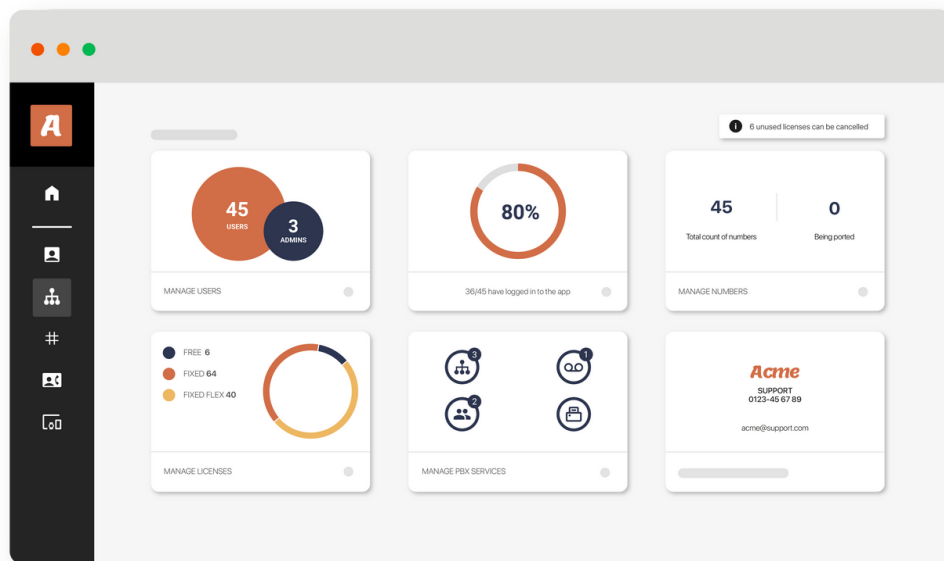 A
6 unused licenses can be cancelled
45
USERS
3
ADMINS
MANAGE USERS
80%
36/45 have logged in to the app
45
Total count of numbers
0
Being ported
MANAGE NUMBERS
FREE 6
FIXED 64
FIXED FLEX 40
MANAGE LICENSES
3
1
2
MANAGE PBX SERVICES
Acme
SUPPORT
0123-45 67 89
acme@support.com